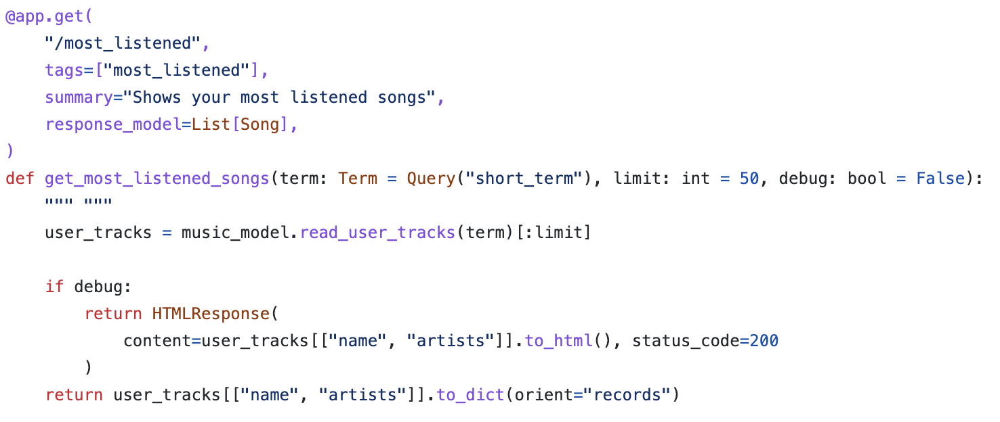 @app.get(
    "/most_listened",
    tags=["most_listened"],
    summary="Shows your most listened songs",
    response_model=List[Song],
)
def get_most_listened_songs(term: Term = Query("short_term"), limit: int = 50, debug: bool = False):
    """ """
    user_tracks = music_model.read_user_tracks(term)[:limit]

    if debug:
        return HTMLResponse(
            content=user_tracks[["name", "artists"]].to_html(), status_code=200
        )
    return user_tracks[["name", "artists"]].to_dict(orient="records")